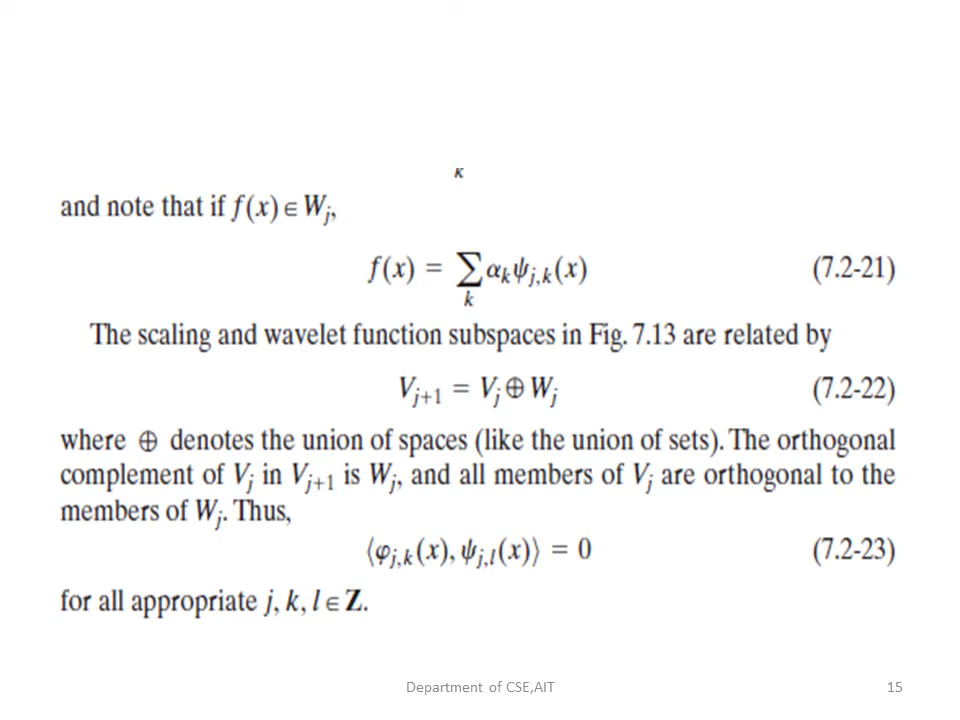 κ
and note that if f(x) ∈ Wj,
f(x) = ∑ αkψj,k(x) (7.2-21)
k
The scaling and wavelet function subspaces in Fig. 7.13 are related by
Vj+1 = Vj ⊕ Wj (7.2-22)
where ⊕ denotes the union of spaces (like the union of sets). The orthogonal
complement of Vj in Vj+1 is Wj, and all members of Vj are orthogonal to the
members of Wj. Thus,
⟨φj,k(x), ψj,l(x)⟩ = 0 (7.2-23)
for all appropriate j, k, l ∈ Z.
Department of CSE,AIT 15